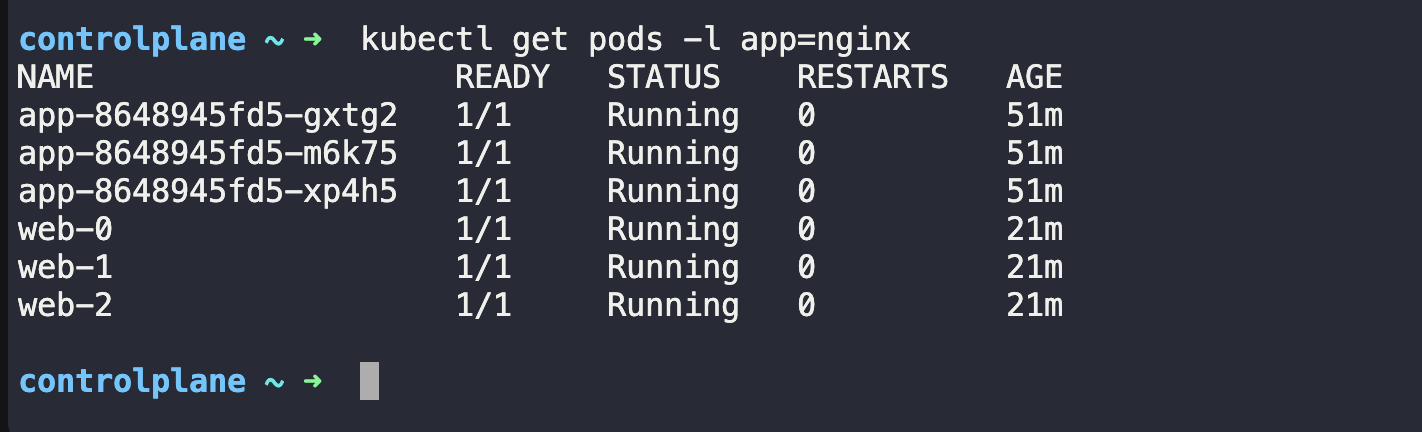 controlplane ~ ➜  kubectl get pods -l app=nginx
NAME                   READY   STATUS    RESTARTS   AGE
app-8648945fd5-gxtg2   1/1     Running   0          51m
app-8648945fd5-m6k75   1/1     Running   0          51m
app-8648945fd5-xp4h5   1/1     Running   0          51m
web-0                  1/1     Running   0          21m
web-1                  1/1     Running   0          21m
web-2                  1/1     Running   0          21m
controlplane ~ ➜